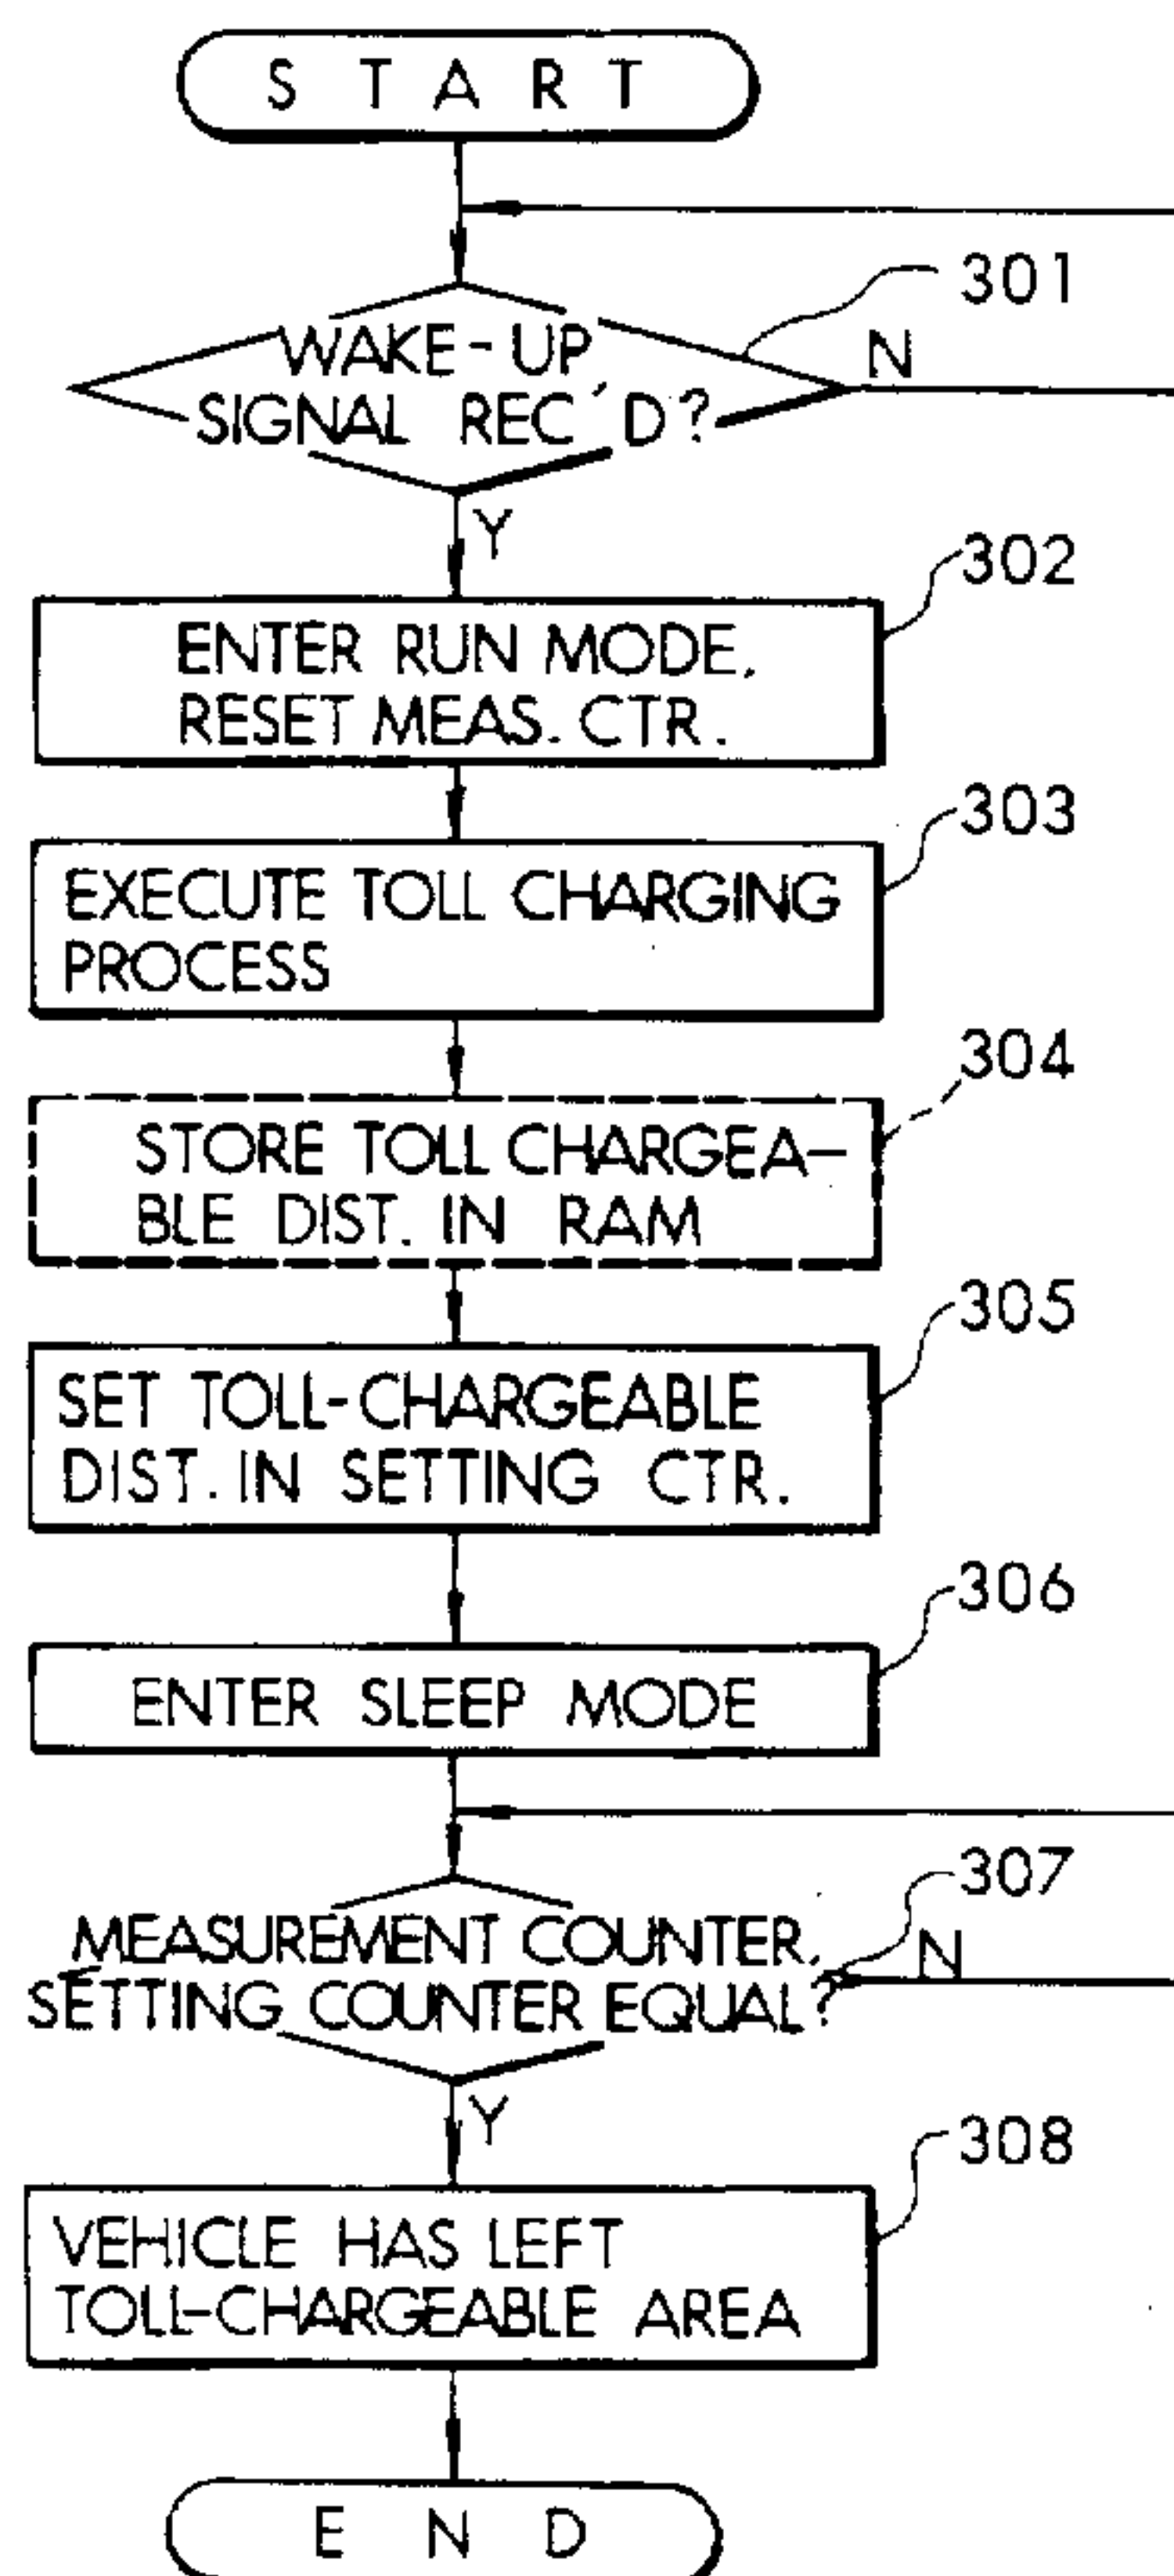 START
301
WAKE-UP
N
SIGNAL REC'D?
Y
302
ENTER RUN MODE,
RESET MEAS. CTR.
303
EXECUTE TOLL CHARGING
PROCESS
304
STORE TOLL CHARGEA-
BLE DIST. IN RAM
305
SET TOLL-CHARGEABLE
DIST. IN SETTING CTR.
306
ENTER SLEEP MODE
307
MEASUREMENT COUNTER,
N
SETTING COUNTER EQUAL?
Y
308
VEHICLE HAS LEFT
TOLL-CHARGEABLE AREA
END